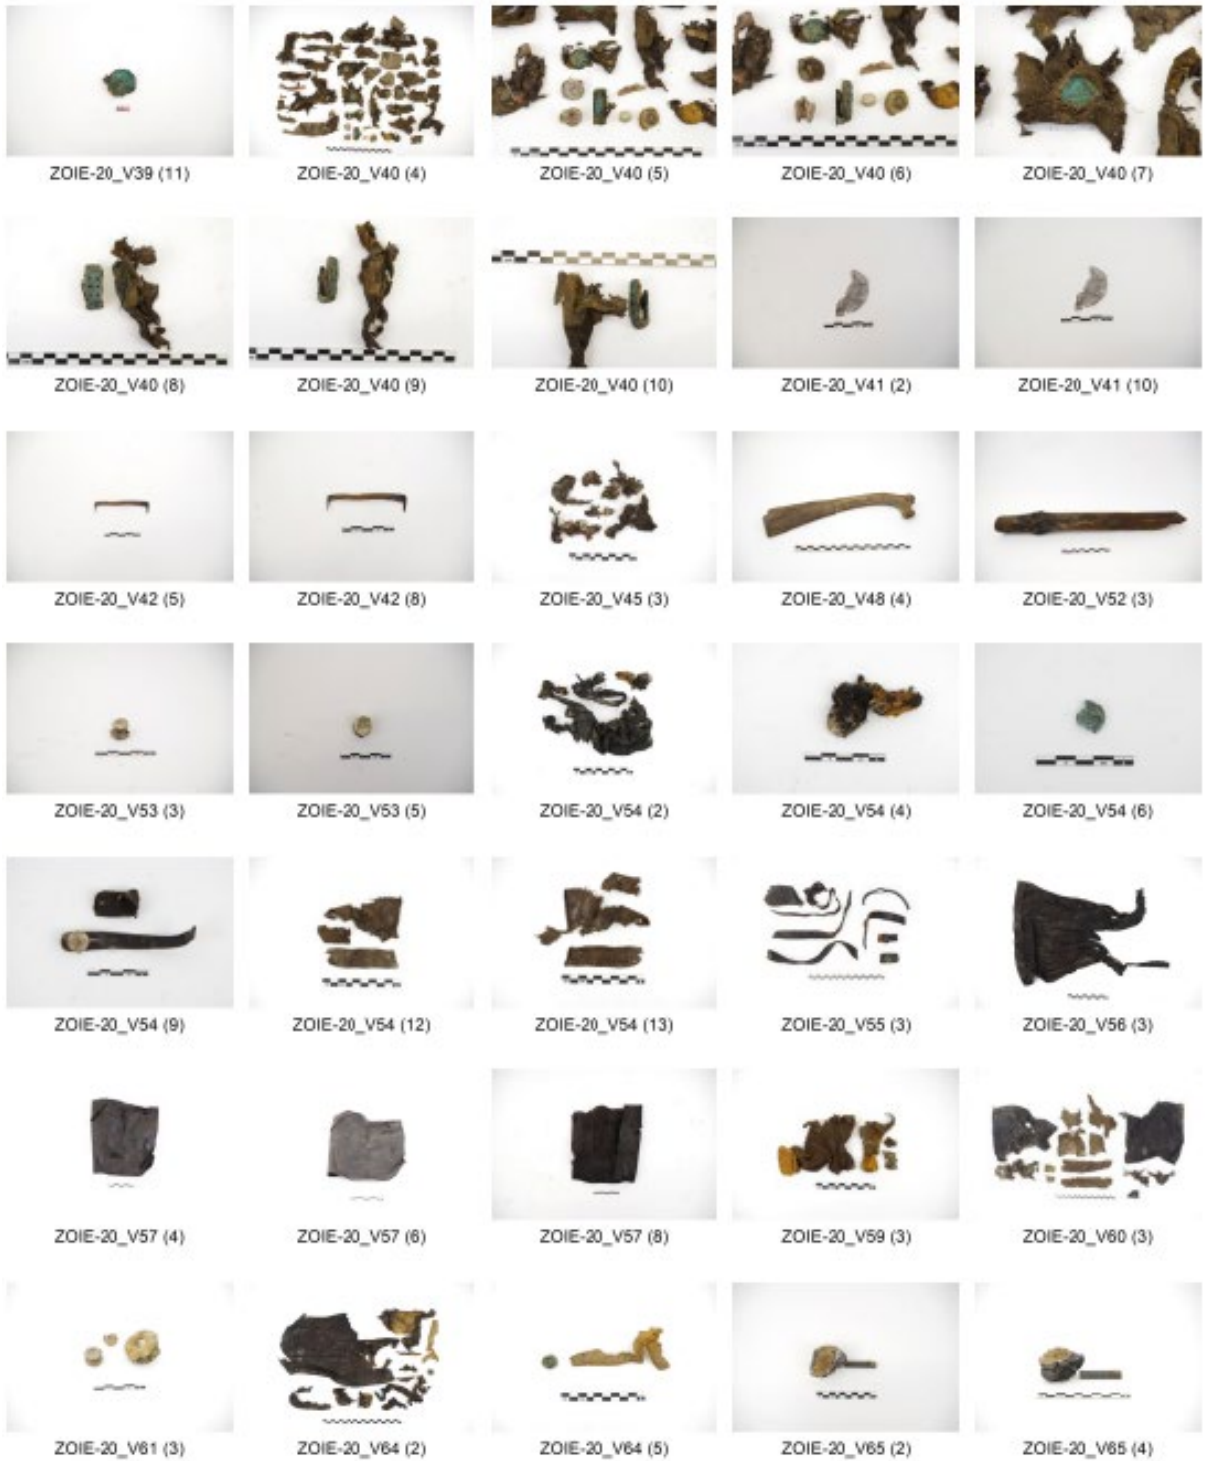 ZOIE-20_V39 (11) ZOIE-20_V40 (4) ZOIE-20_V40 (5) ZOIE-20_V40 (6) ZOIE-20_V40 (7)
ZOIE-20_V40 (8) ZOIE-20_V40 (9) ZOIE-20_V40 (10) ZOIE-20_V41 (2) ZOIE-20_V41 (10)
ZOIE-20_V42 (5) ZOIE-20_V42 (8) ZOIE-20_V45 (3) ZOIE-20_V48 (4) ZOIE-20_V52 (3)
ZOIE-20_V53 (3) ZOIE-20_V53 (5) ZOIE-20_V54 (2) ZOIE-20_V54 (4) ZOIE-20_V54 (6)
ZOIE-20_V54 (9) ZOIE-20_V54 (12) ZOIE-20_V54 (13) ZOIE-20_V55 (3) ZOIE-20_V56 (3)
ZOIE-20_V57 (4) ZOIE-20_V57 (6) ZOIE-20_V57 (8) ZOIE-20_V59 (3) ZOIE-20_V60 (3)
ZOIE-20_V61 (3) ZOIE-20_V64 (2) ZOIE-20_V64 (5) ZOIE-20_V65 (2) ZOIE-20_V65 (4)